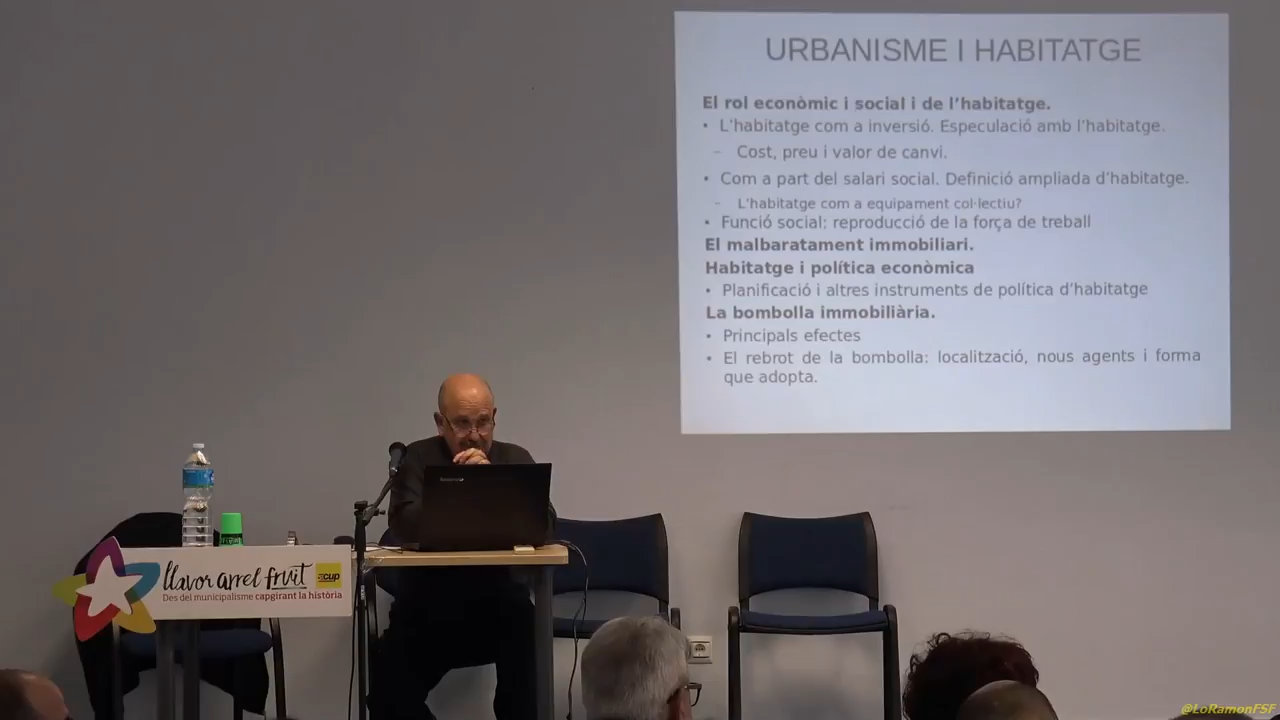 URBANISME I HABITATGE
El rol econòmic i social i de l'habitatge.
• L'habitatge com a inversió. Especulació amb l'habitatge.
– Cost, preu i valor de canvi.
• Com a part del salari social. Definició ampliada d'habitatge.
– L'habitatge com a equipament col·lectiu?
• Funció social: reproducció de la força de treball
El malbaratament immobiliari.
Habitatge i política econòmica
• Planificació i altres instruments de política d'habitatge
La bombolla immobiliària.
• Principals efectes
• El rebrot de la bombolla: localització, nous agents i forma
que adopta.
llavor arrel fruit
cup
Des del municipalisme capgirant la història
@LoRamonFSF